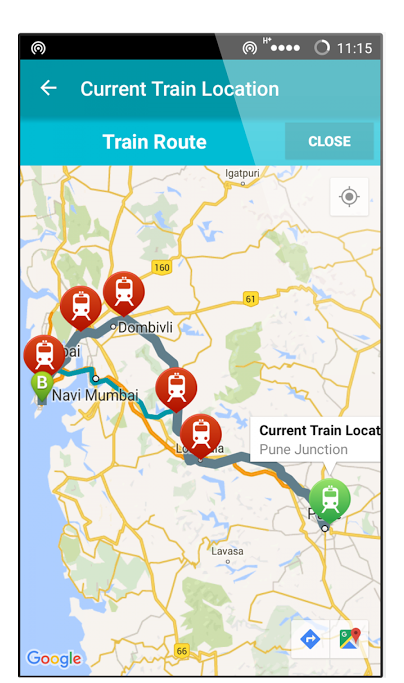 H+ 11:15
Current Train Location
Train Route CLOSE
Igatpuri
160
61
Dombivli
bai
B
Navi Mumbai
Current Train Locat
Pune Junction
Lo
P
Lavasa
66
Google